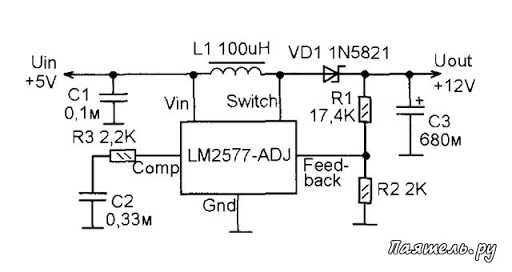 Uin
+5V
L1 100uH
VD1 1N5821
Uout
+12V
C1
0,1м
Vin
Switch
R1
17,4K
C3
680м
R3 2,2K
Comp
LM2577-ADJ
Feed-
back
C2
0,33м
Gnd
R2 2K
+
Паятель.ру